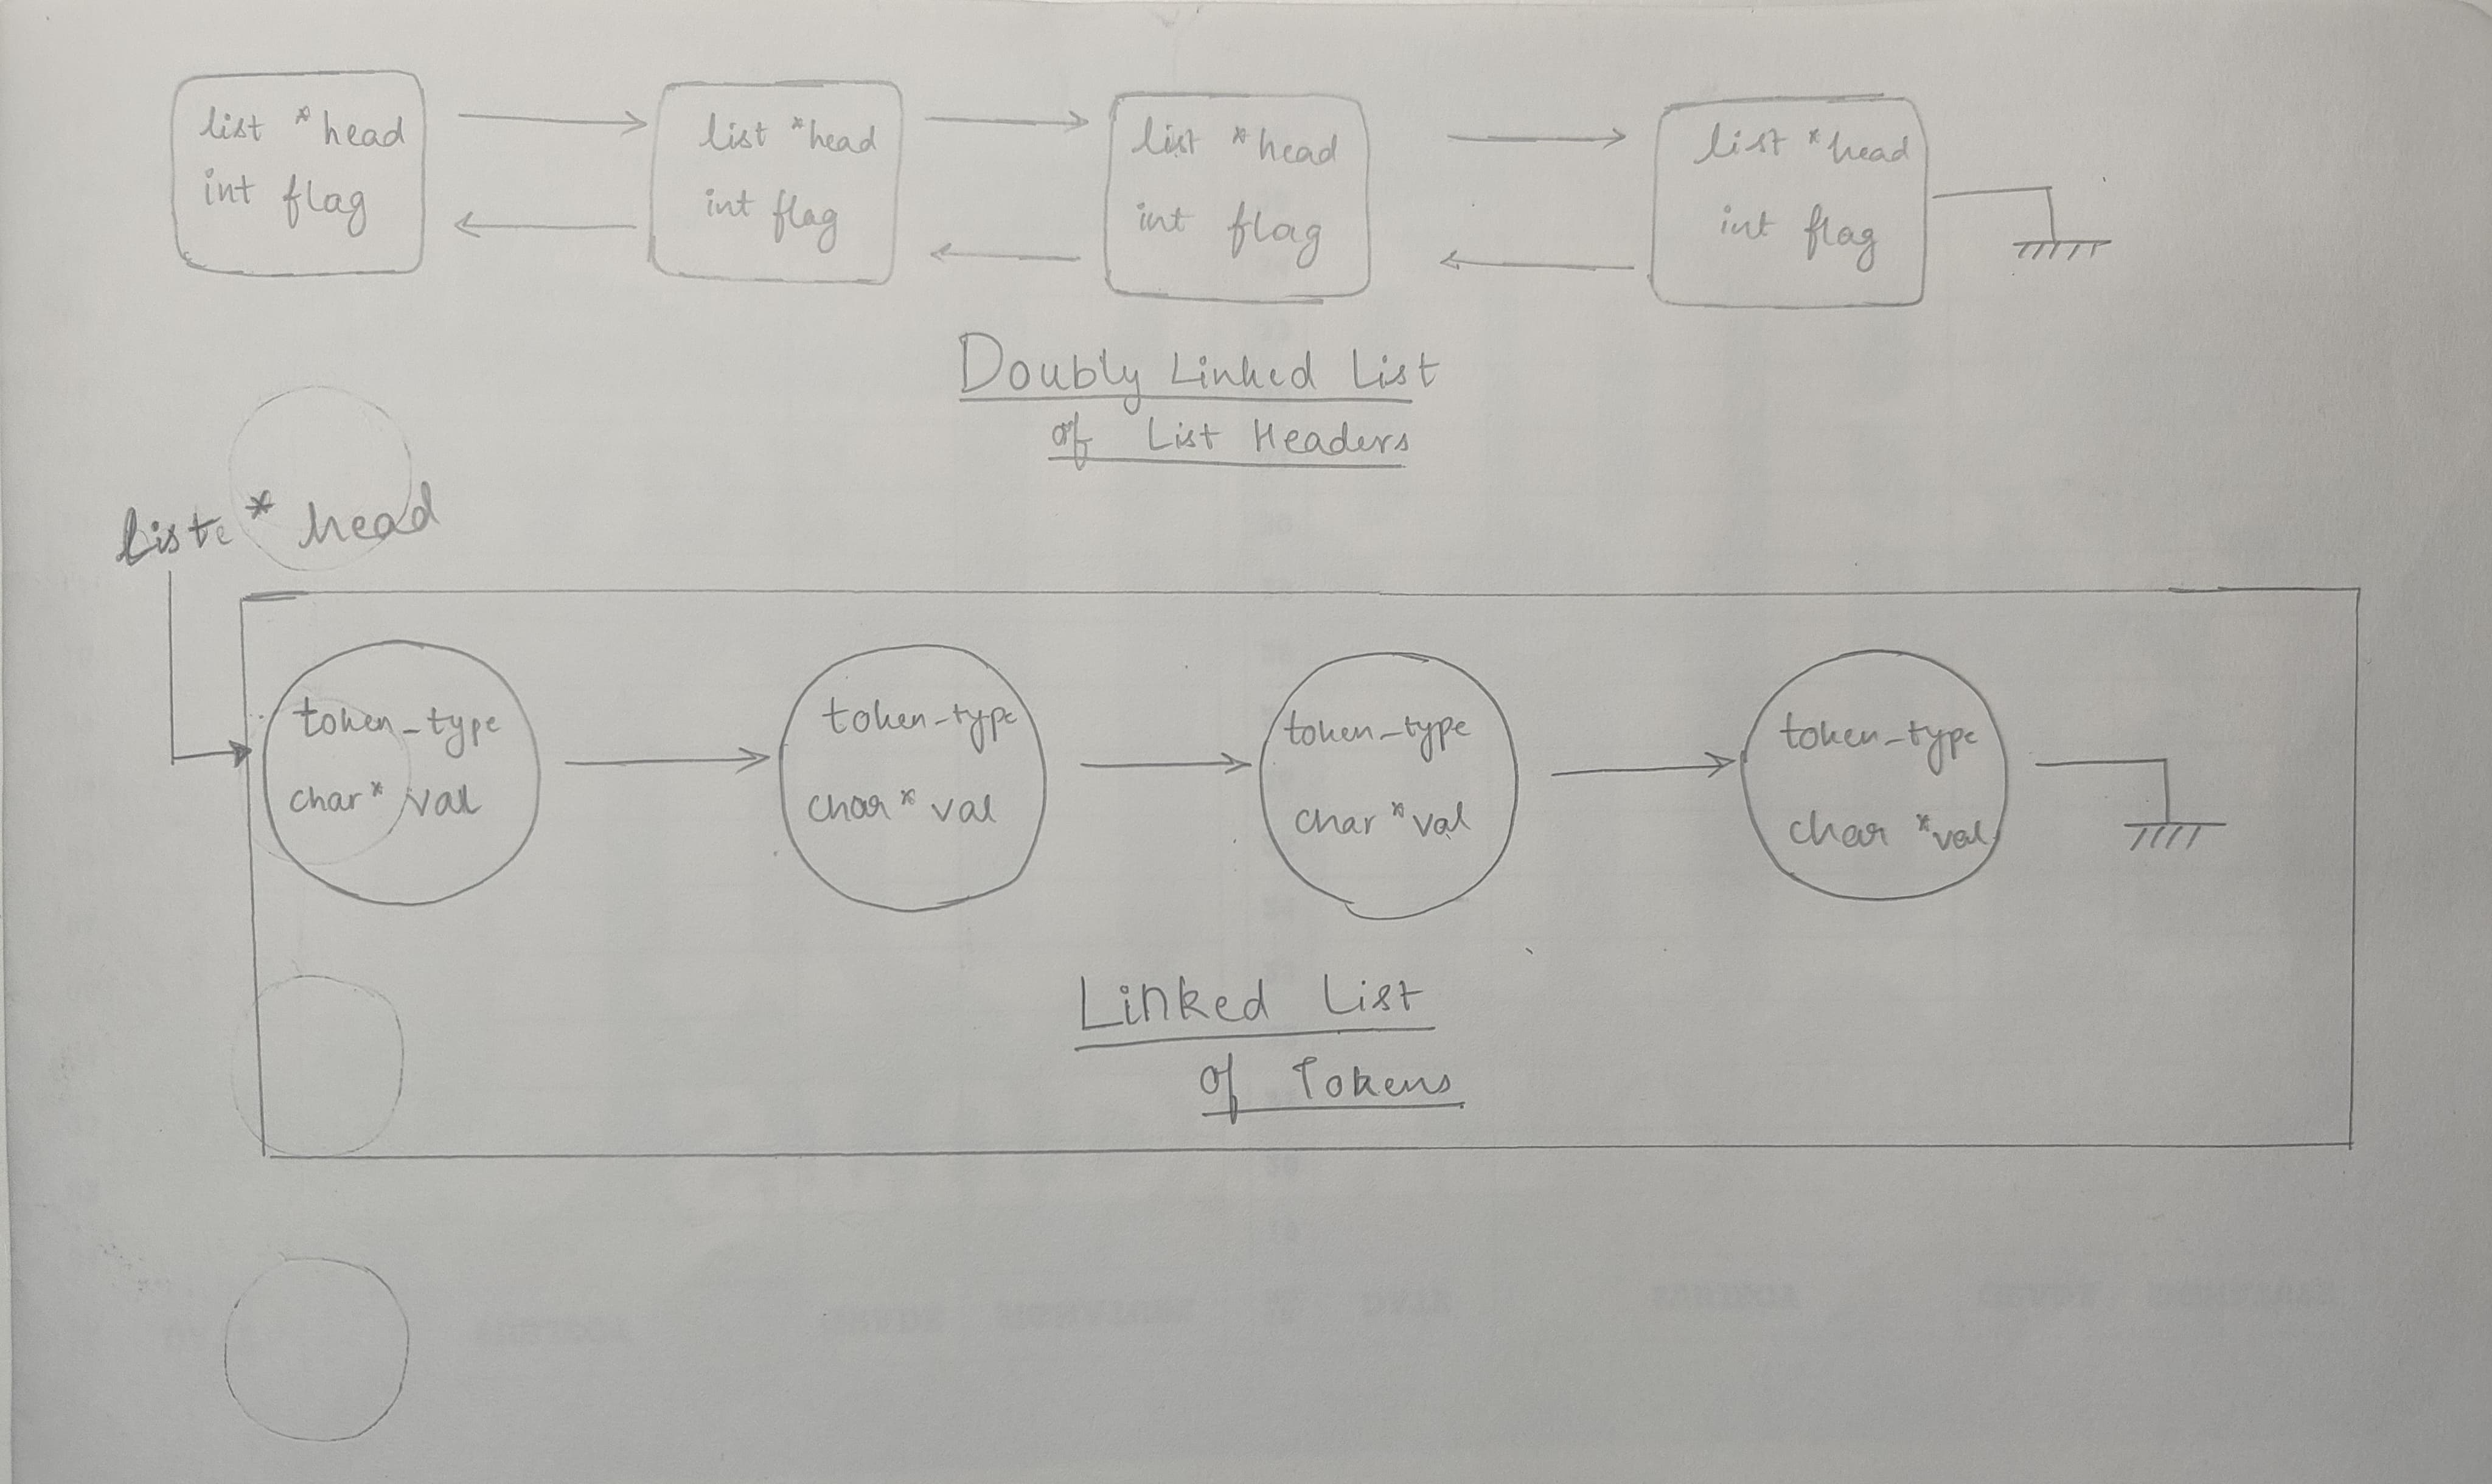 list *head
int flag
list *head
int flag
list *head
int flag
list *head
int flag
Doubly Linked List
of List Headers
list *head
token_type
char* val
token_type
char* val
token_type
char *val
token_type
char *val
Linked List
of Tokens